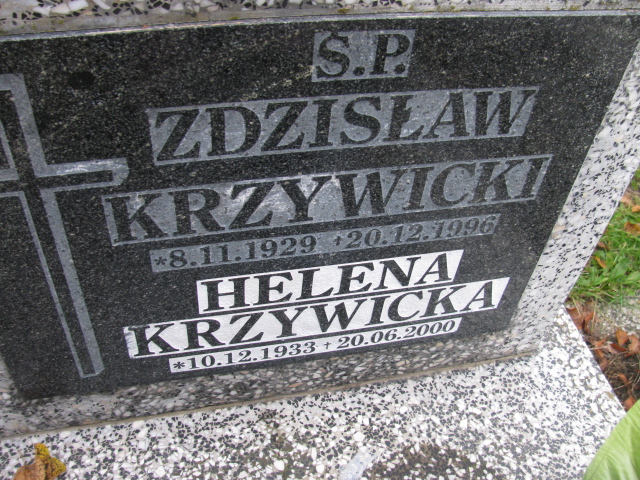 Ś.P.
ZDZISŁAW
KRZYWICKI
*8.11.1929 +20.12.1996
HELENA
KRZYWICKA
*10.12.1933 + 20.06.2000